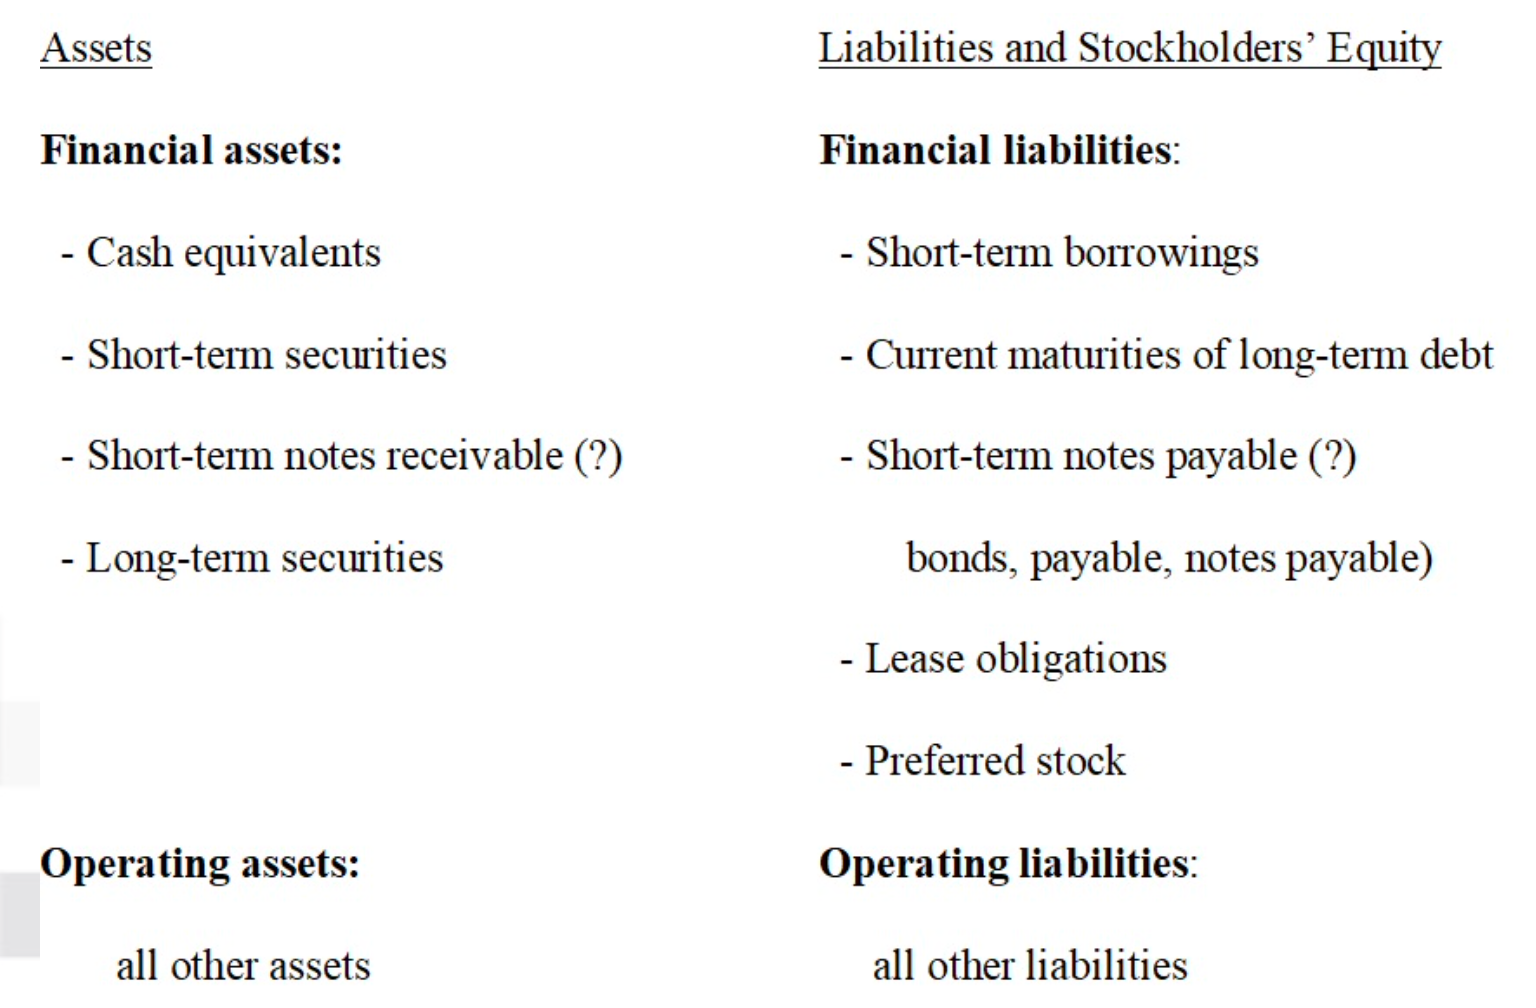 Assets
Liabilities and Stockholders’ Equity
Financial assets:
Financial liabilities:
- Cash equivalents
- Short-term borrowings
- Short-term securities
- Current maturities of long-term debt
- Short-term notes receivable (?)
- Short-term notes payable (?)
- Long-term securities
bonds, payable, notes payable)
- Lease obligations
- Preferred stock
Operating assets:
Operating liabilities:
all other assets
all other liabilities